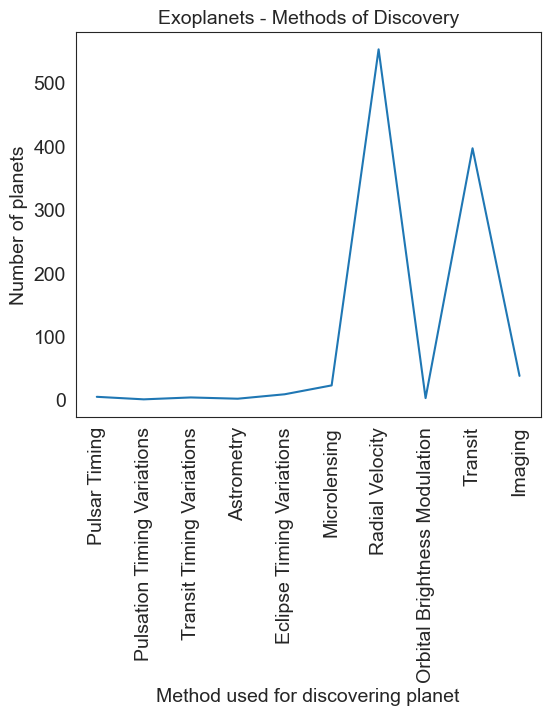 Exoplanets - Methods of Discovery
Number of planets
500
400
300
200
100
0
Pulsar Timing
Pulsation Timing Variations
Transit Timing Variations
Astrometry
Eclipse Timing Variations
Microlensing
Radial Velocity
Orbital Brightness Modulation
Transit
Imaging
Method used for discovering planet